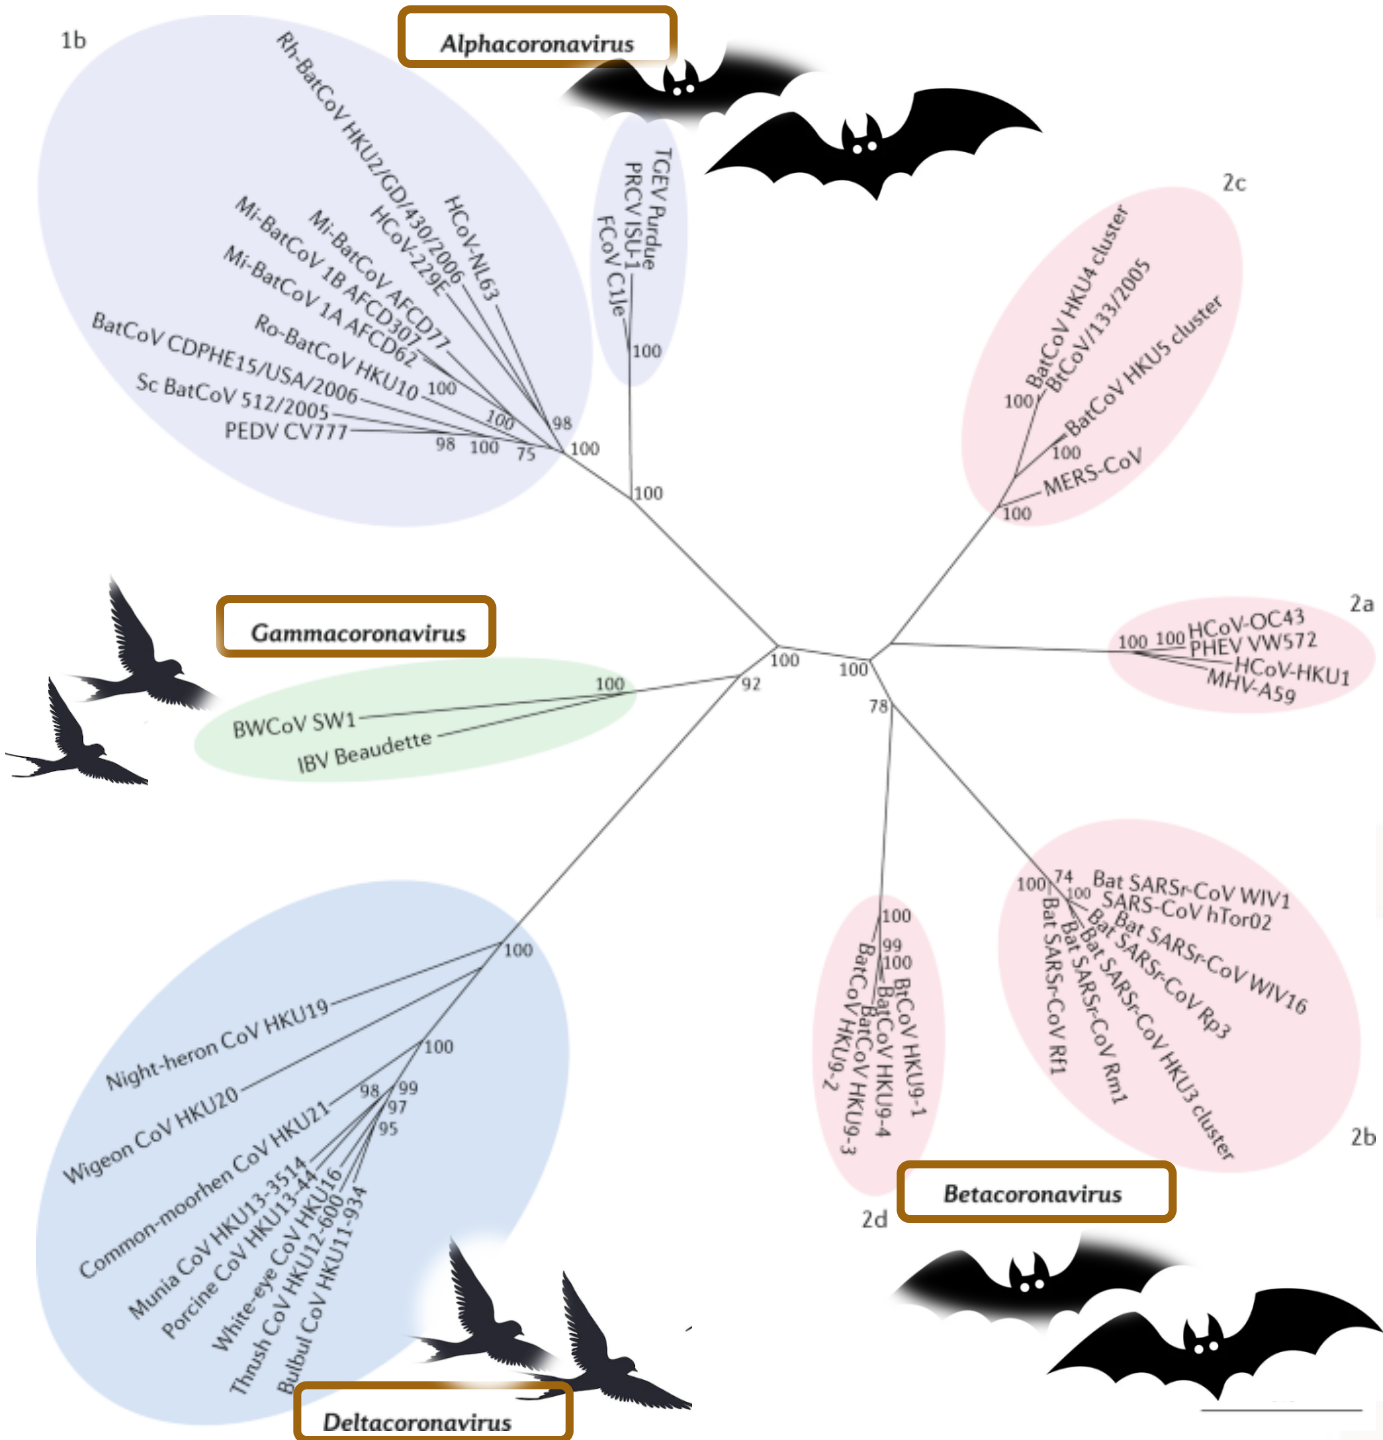 1b
Alphacoronavirus
Rh-BatCoV HKU2/GD/430/2006
HCoV-NL63
HCoV-229E
Mi-BatCoV AFCD77
Mi-BatCoV 1B AFCD307
Mi-BatCoV 1A AFCD62
Ro-BatCoV HKU10
BatCoV CDPHE15/USA/2006
Sc BatCoV 512/2005
PEDV CV777
100
100
98
98
100
75
100
TGEV Purdue
PRCV ISU-1
FCoV C1Je
100
100
2c
BatCoV HKU4 cluster
BtCoV/133/2005
BatCoV HKU5 cluster
MERS-CoV
100
100
100
2a
HCoV-OC43
PHEV VW572
HCoV-HKU1
MHV-A59
100
100
Gammacoronavirus
BWCoV SW1
IBV Beaudette
100
100
92
100
78
Bat SARSr-CoV WIV1
SARS-CoV hTor02
Bat SARSr-CoV WIV16
Bat SARSr-CoV Rp3
Bat SARSr-CoV HKU3 cluster
Bat SARSr-CoV Rm1
Bat SARSr-CoV Rf1
100
74
100
2b
100
99
100
BtCoV HKU9-1
BatCoV HKU9-4
BatCoV HKU9-3
BatCoV HKU9-2
2d
Betacoronavirus
100
Night-heron CoV HKU19
Wigeon CoV HKU20
100
Common-moorhen CoV HKU21
98
99
97
95
Munia CoV HKU13-3514
Porcine CoV HKU13-44
White-eye CoV HKU16
Thrush CoV HKU12-600
Bulbul CoV HKU11-934
Deltacoronavirus